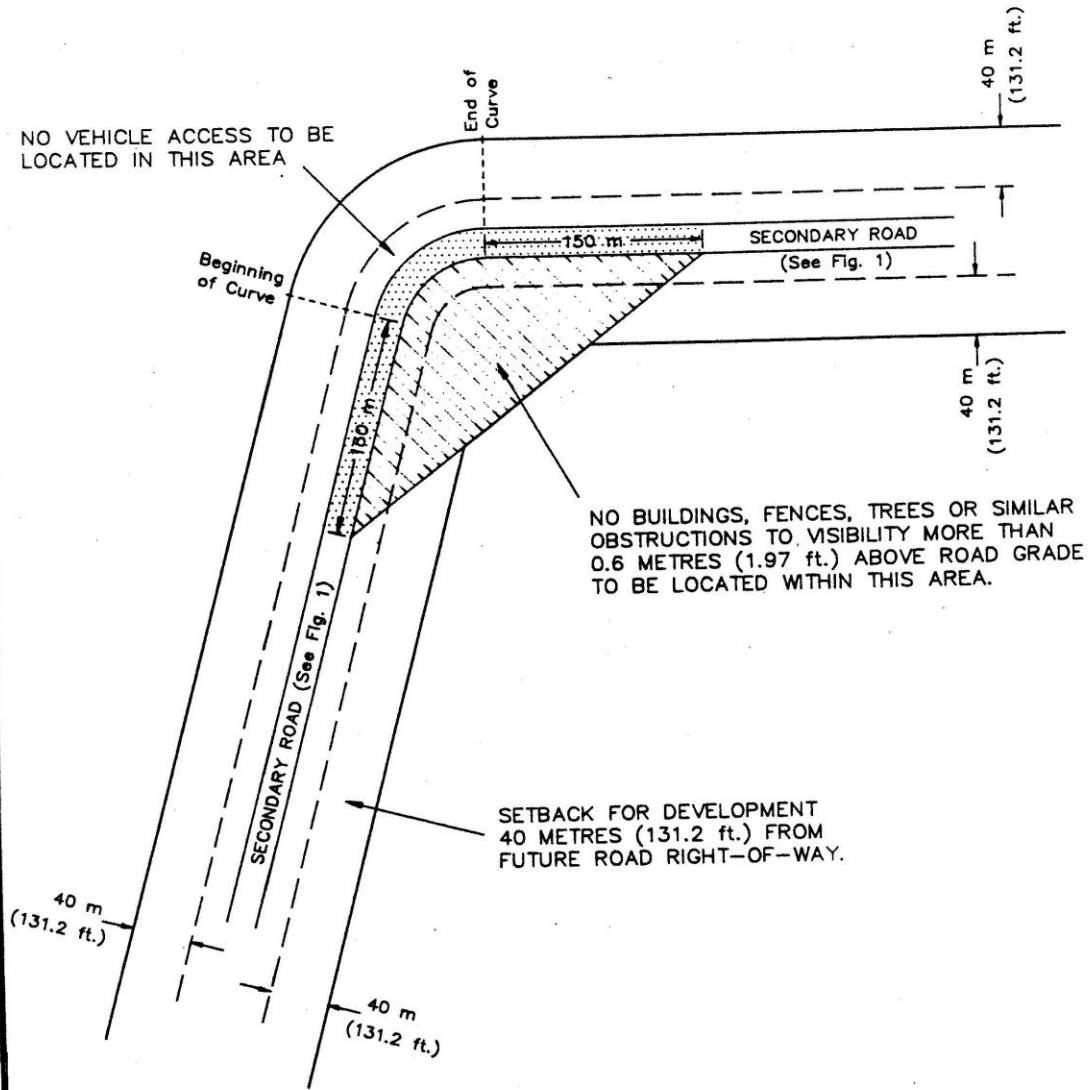 40 m
(131.2 ft.)
End of
Curve
NO VEHICLE ACCESS TO BE
LOCATED IN THIS AREA
150 m
SECONDARY ROAD
(See Fig. 1)
Beginning
of Curve
40 m
(131.2 ft.)
150 m
NO BUILDINGS, FENCES, TREES OR SIMILAR
OBSTRUCTIONS TO VISIBILITY MORE THAN
0.6 METRES (1.97 ft.) ABOVE ROAD GRADE
TO BE LOCATED WITHIN THIS AREA.
SECONDARY ROAD (See Fig. 1)
SETBACK FOR DEVELOPMENT
40 METRES (131.2 ft.) FROM
FUTURE ROAD RIGHT-OF-WAY.
40 m
(131.2 ft.)
40 m
(131.2 ft.)